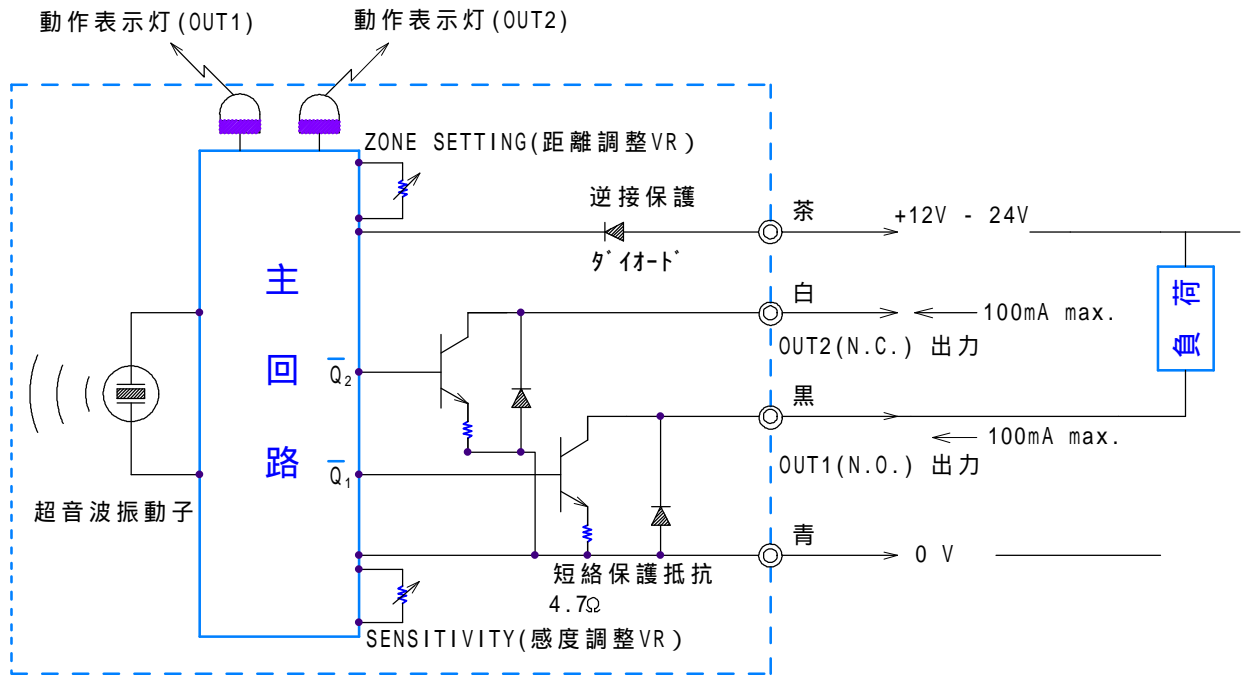 動作表示灯(OUT1)
動作表示灯(OUT2)
ZONE SETTING(距離調整VR)
逆接保護
ダイオード
茶
+12V - 24V
主回路
白
100mA max.
OUT2(N.C.) 出力
負荷
Q̅2
黒
100mA max.
OUT1(N.O.) 出力
Q̅1
超音波振動子
青
0 V
短絡保護抵抗
4.7Ω
SENSITIVITY(感度調整VR)